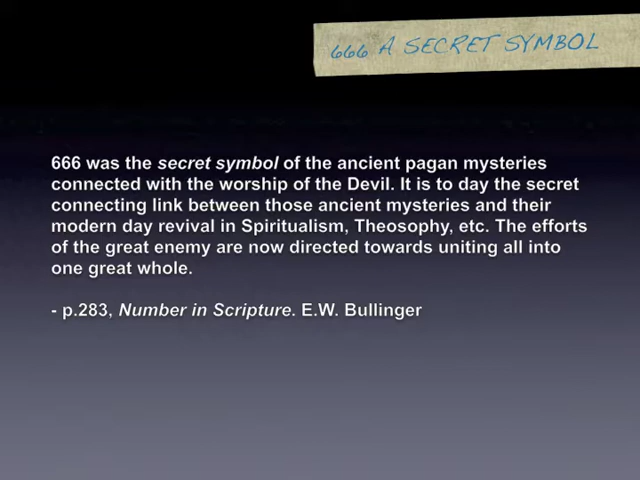 666 A SECRET SYMBOL
666 was the secret symbol of the ancient pagan mysteries
connected with the worship of the Devil. It is to day the secret
connecting link between those ancient mysteries and their
modern day revival in Spiritualism, Theosophy, etc. The efforts
of the great enemy are now directed towards uniting all into
one great whole.
- p.283, Number in Scripture. E.W. Bullinger